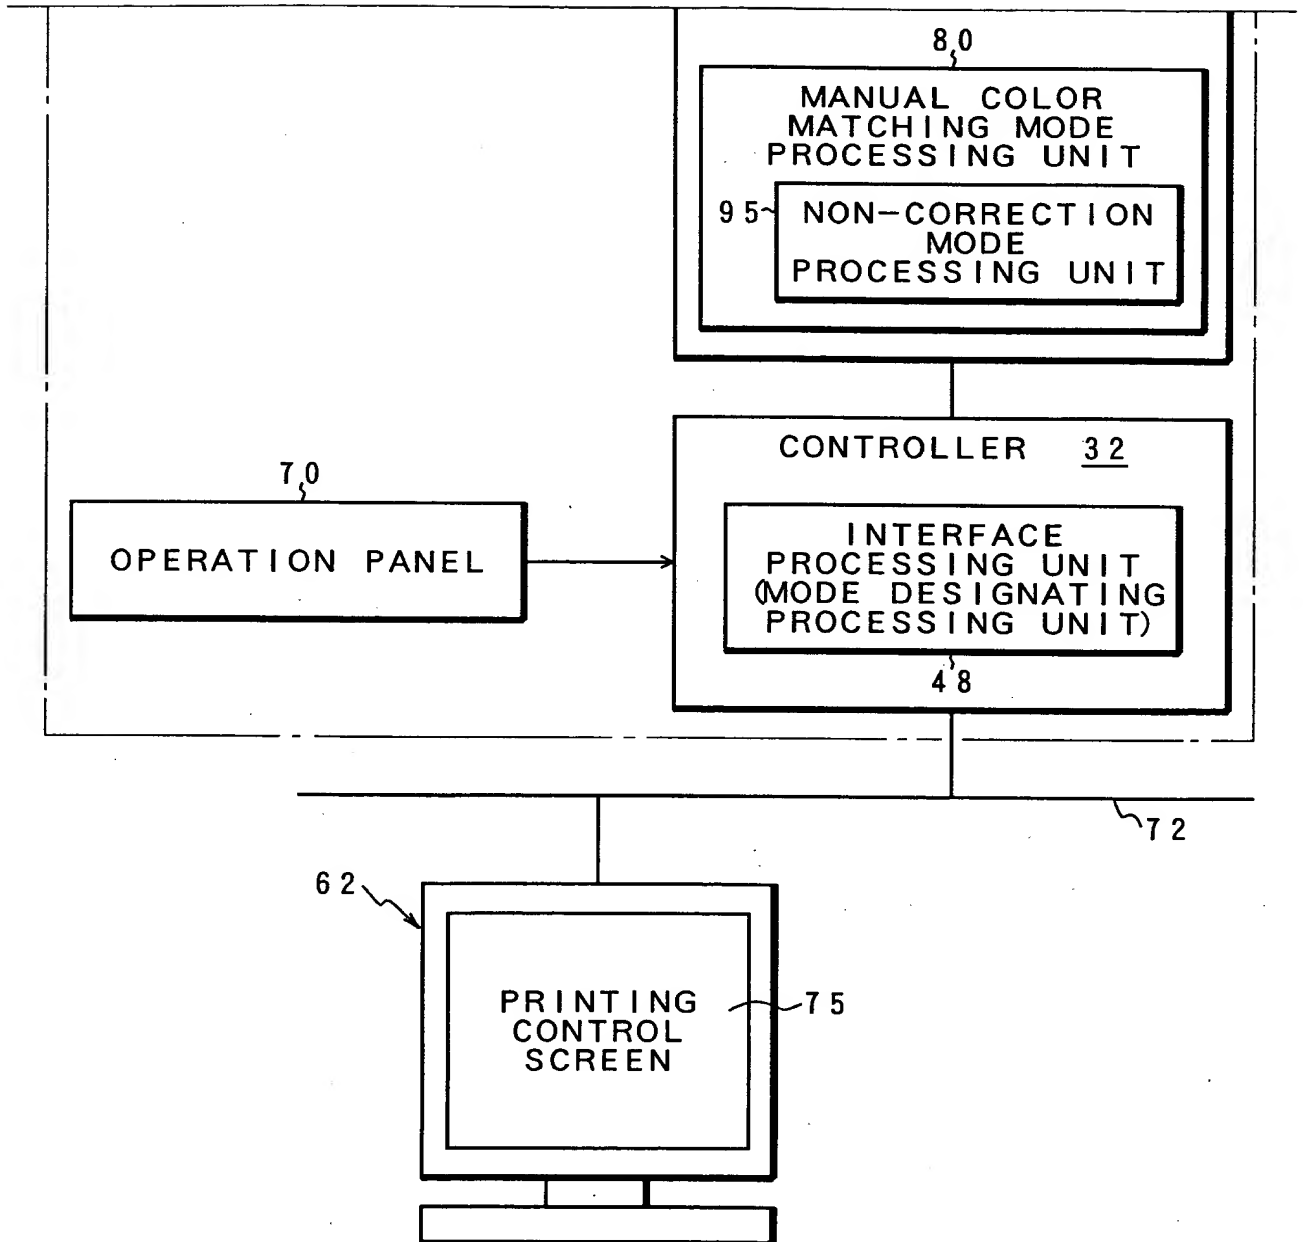 80
MANUAL COLOR
MATCHING MODE
PROCESSING UNIT
95
NON-CORRECTION
MODE
PROCESSING UNIT
CONTROLLER 32
70
OPERATION PANEL
INTERFACE
PROCESSING UNIT
(MODE DESIGNATING
PROCESSING UNIT)
48
72
62
PRINTING
CONTROL
SCREEN
75